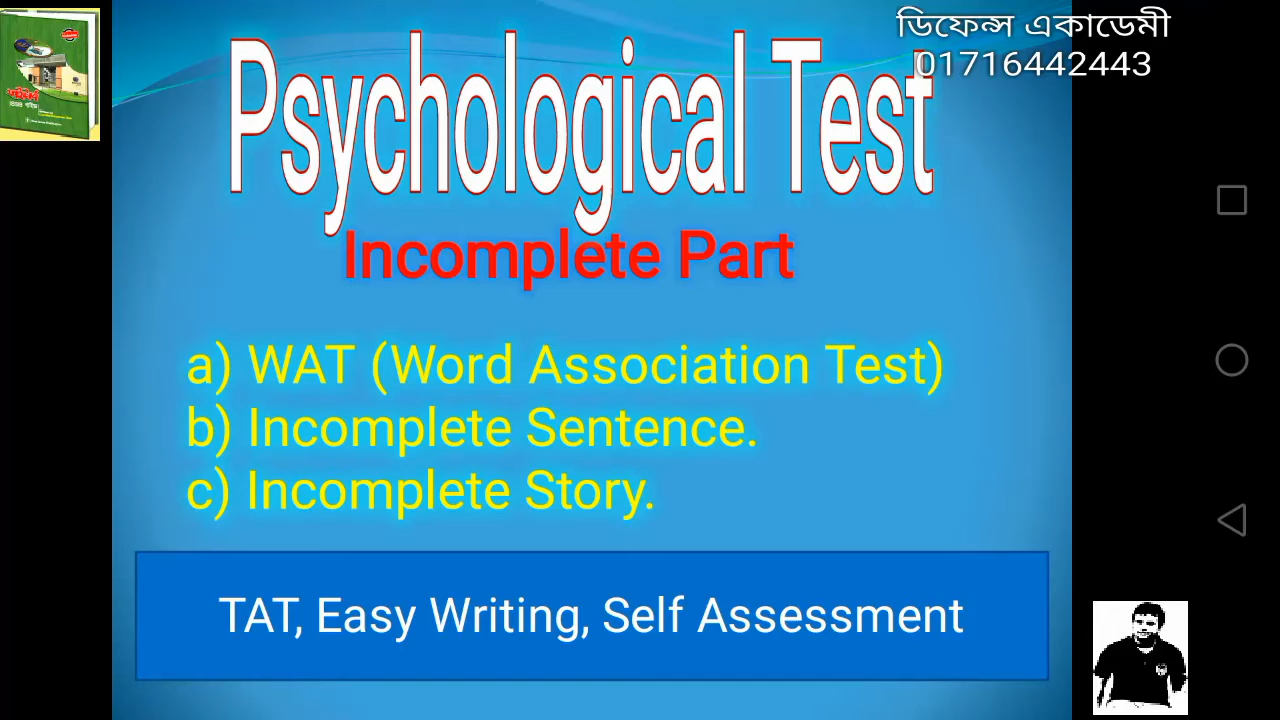 ডিফেন্স একাডেমী
01716442443
Psychological Test
Incomplete Part
a) WAT (Word Association Test)
b) Incomplete Sentence.
c) Incomplete Story.
TAT, Easy Writing, Self Assessment